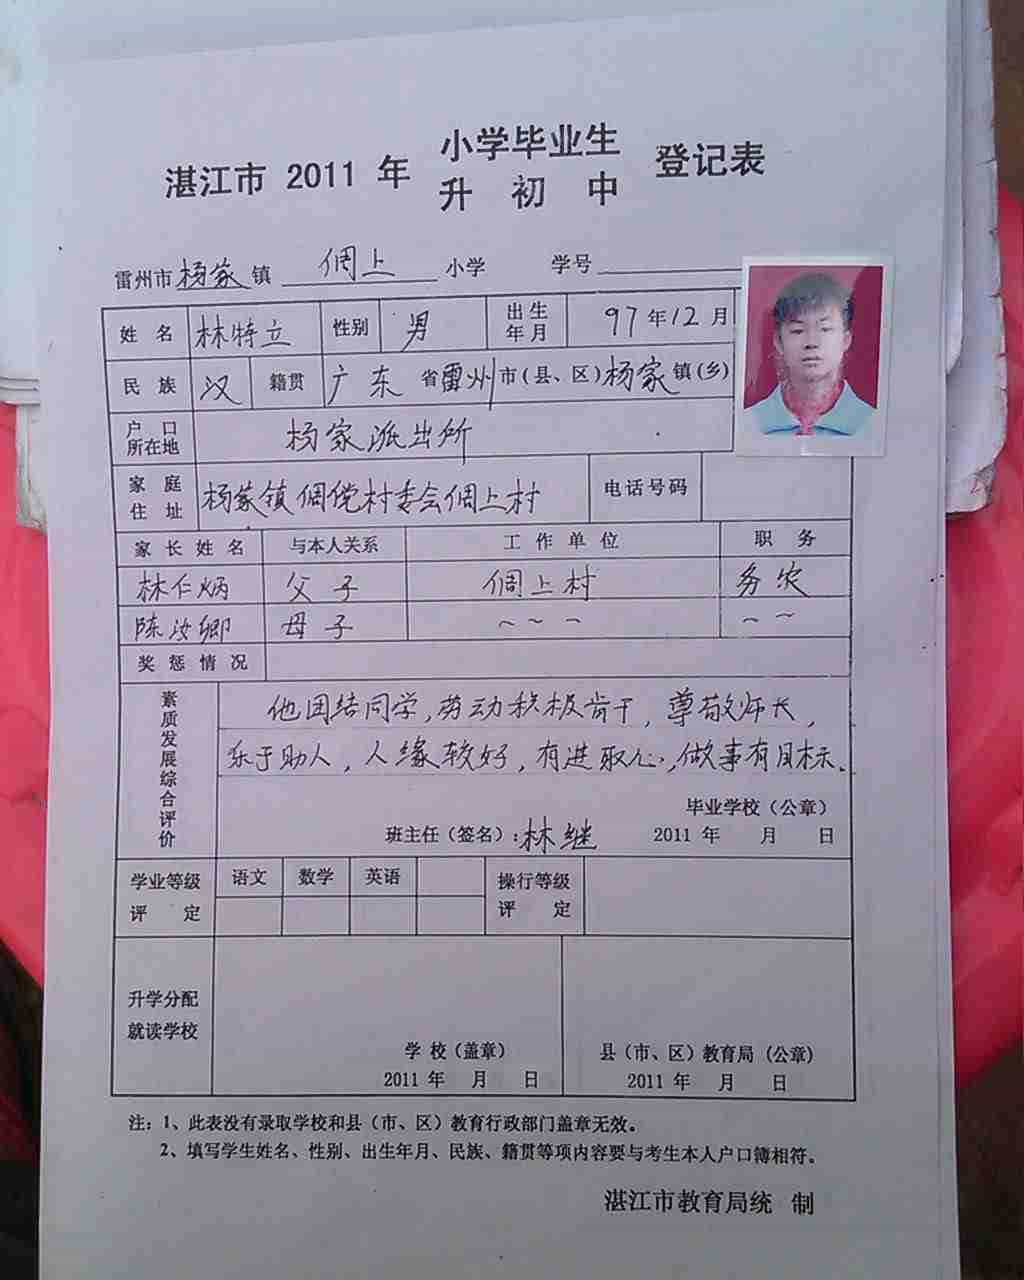 湛江市 2011 年 小学毕业生 登记表
升 初 中
雷州市杨家镇 倜上 小学 学号
姓 名 林特立 性别 男 出生年月 97年12月
民 族 汉 籍贯 广东省雷州市(县、区)杨家镇(乡)
户 口所在地 杨家派出所
家 庭住 址 杨家镇倜傥村委会倜上村 电话号码
家 长 姓 名 与本人关系 工 作 单 位 职 务
林仁炳 父子 倜上村 务农
陈汝卿 母子 ~ ~ ~ ~ ~
奖 惩 情 况
素质发展综合评价
他团结同学,劳动积极肯干,尊敬师长,
乐于助人,人缘较好,有进取心,做事有目标。
毕业学校(公章)
班主任(签名):林继 2011 年 月 日
学业等级评 定 语文 数学 英语 操行等级评 定
升学分配
就读学校
学 校(盖章) 县(市、区)教育局(公章)
2011 年 月 日 2011 年 月 日
注:1、此表没有录取学校和县(市、区)教育行政部门盖章无效。
2、填写学生姓名、性别、出生年月、民族、籍贯等项内容要与考生本人户口簿相符。
湛江市教育局统 制